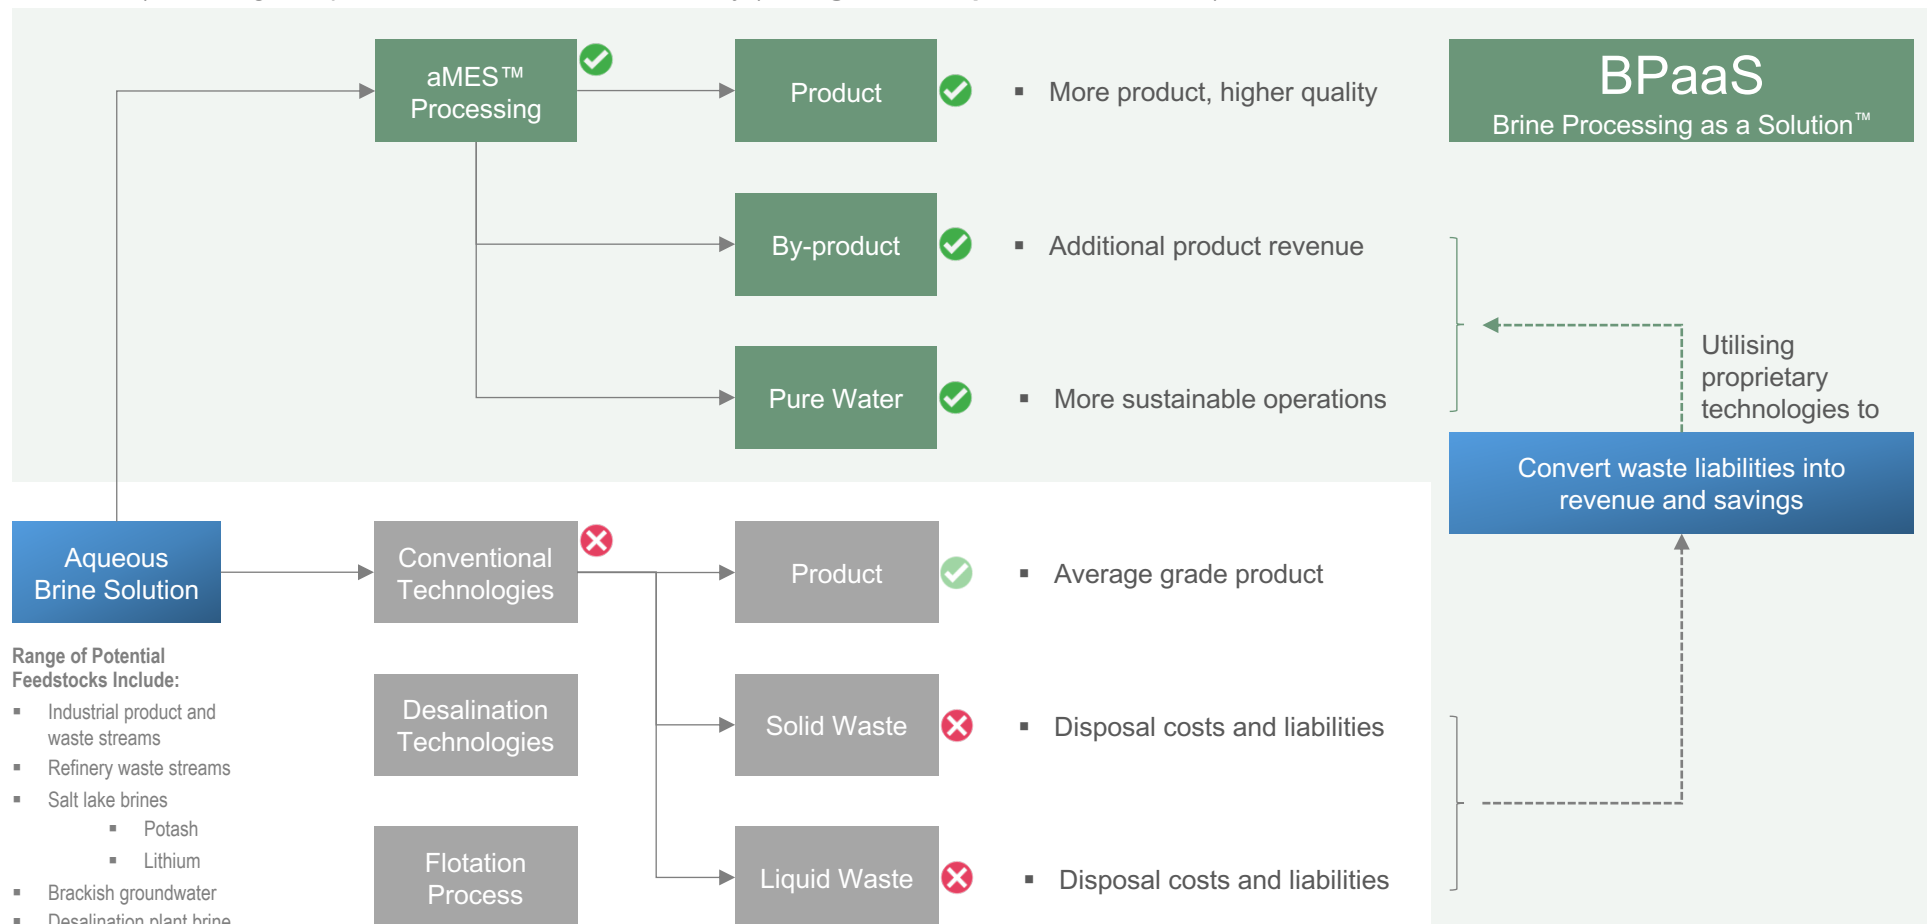 aMES™
Processing
Product
More product, higher quality
BPaaS
Brine Processing as a Solution™
By-product
Additional product revenue
Pure Water
More sustainable operations
Utilising
proprietary
technologies to
Convert waste liabilities into
revenue and savings
Aqueous
Brine Solution
Conventional
Technologies
Product
Average grade product
Range of Potential
Feedstocks Include:
Industrial product and
waste streams
Refinery waste streams
Salt lake brines
Potash
Lithium
Brackish groundwater
Desalination plant brine
Desalination
Technologies
Solid Waste
Disposal costs and liabilities
Flotation
Process
Liquid Waste
Disposal costs and liabilities